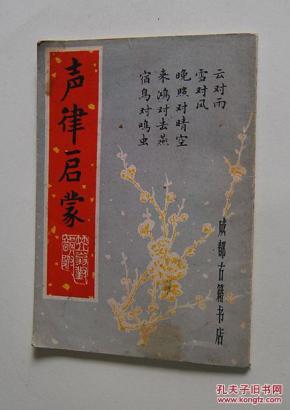 声律启蒙
云对雨
雪对风
晚照对晴空
来鸿对去燕
宿鸟对鸣虫
成都古籍书店
孔夫子旧书网